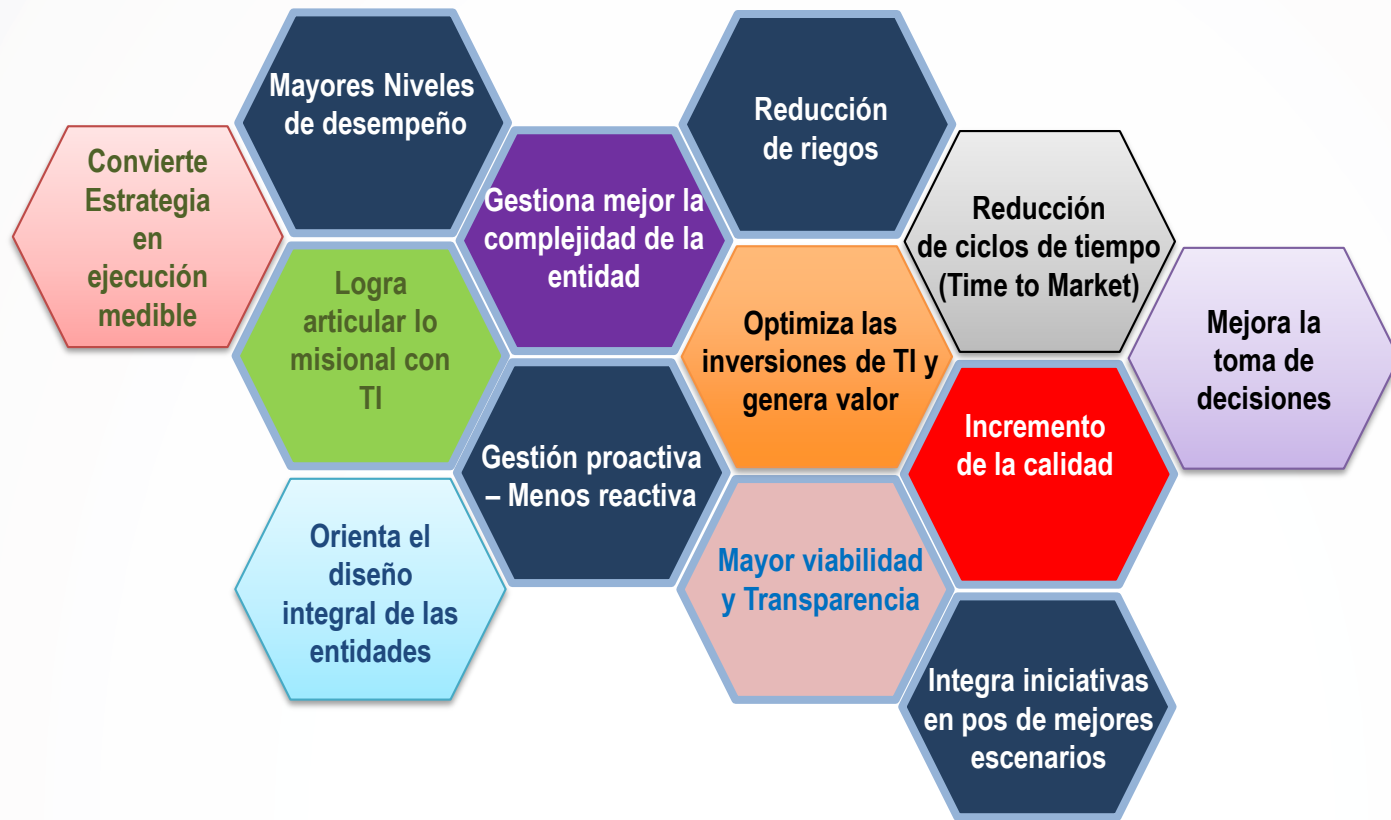 Mayores Niveles
de desempeño
Reducción
de riegos
Convierte
Estrategia
en
ejecución
medible
Gestiona mejor la
complejidad de la
entidad
Reducción
de ciclos de tiempo
(Time to Market)
Logra
articular lo
misional con
TI
Optimiza las
inversiones de TI y
genera valor
Mejora la
toma de
decisiones
Gestión proactiva
– Menos reactiva
Incremento
de la calidad
Orienta el
diseño
integral de las
entidades
Mayor viabilidad
y Transparencia
Integra iniciativas
en pos de mejores
escenarios